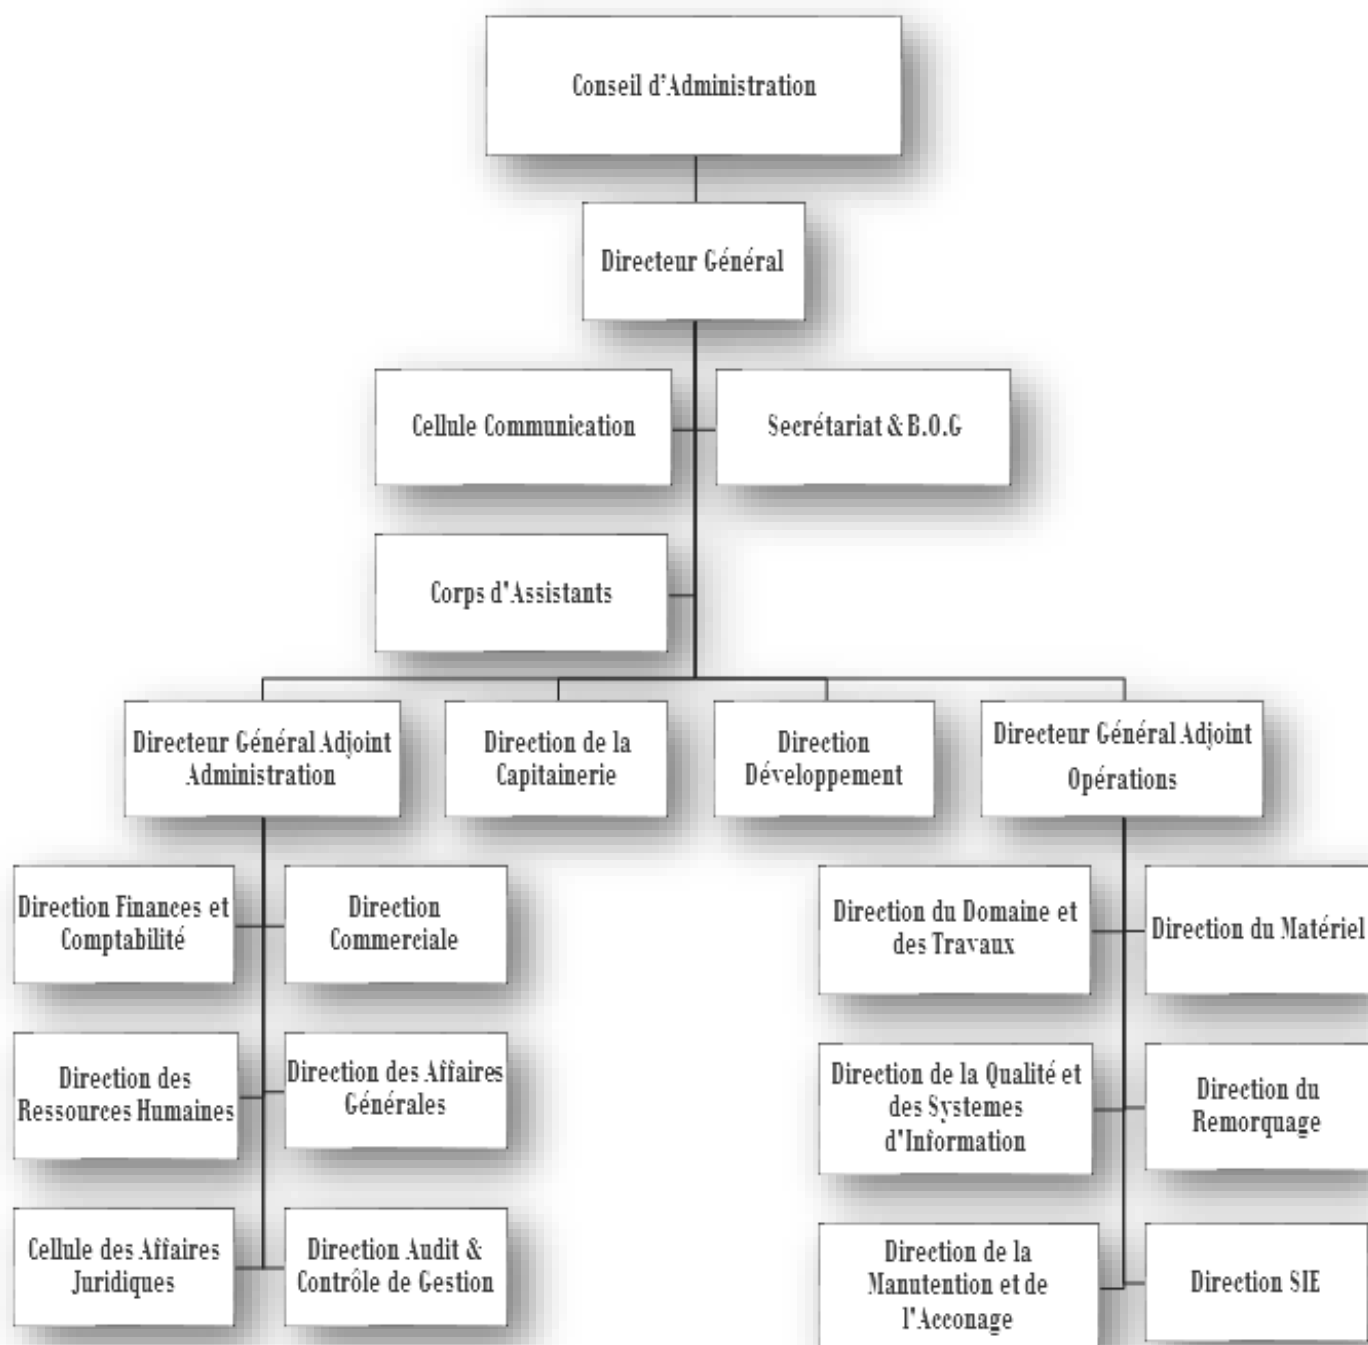 Conseil d'Administration
Directeur Général
Cellule Communication
Secrétariat & B.O.G
Corps d'Assistants
Directeur Général Adjoint
Administration
Direction de la
Capitainerie
Direction
Développement
Directeur Général Adjoint
Opérations
Direction Finances et
Comptabilité
Direction
Commerciale
Direction du Domaine et
des Travaux
Direction du Matériel
Direction des
Ressources Humaines
Direction des Affaires
Générales
Direction de la Qualité et
des Systemes
d'Information
Direction du
Remorquage
Cellule des Affaires
Juridiques
Direction Audit &
Contrôle de Gestion
Direction de la
Manutention et de
l'Acconage
Direction SIE